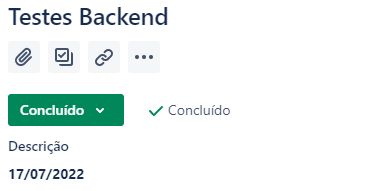 Testes Backend
Concluído
Concluído
Descrição
17/07/2022